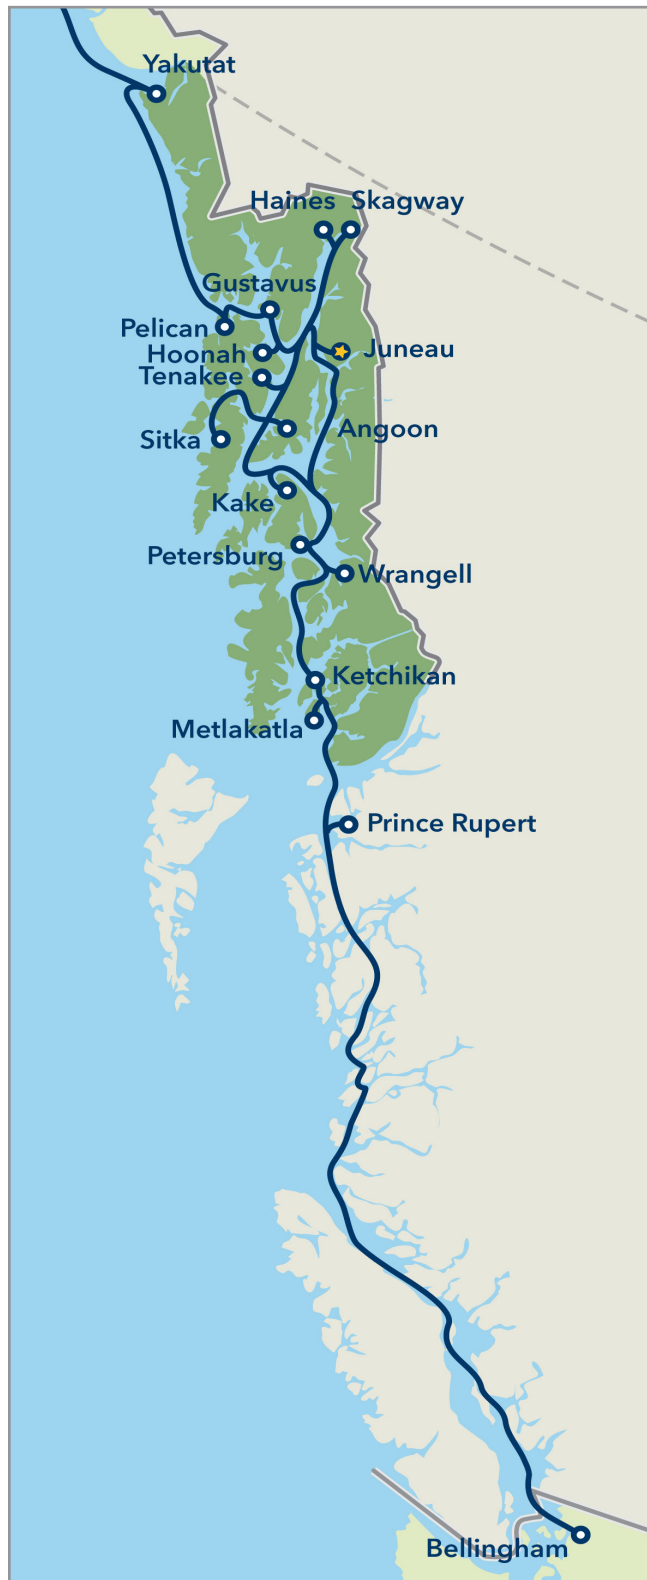 Yakutat
Haines
Skagway
Gustavus
Pelican
Hoonah
Juneau
Tenakee
Sitka
Angoon
Kake
Petersburg
Wrangell
Ketchikan
Metlakatla
Prince Rupert
Bellingham